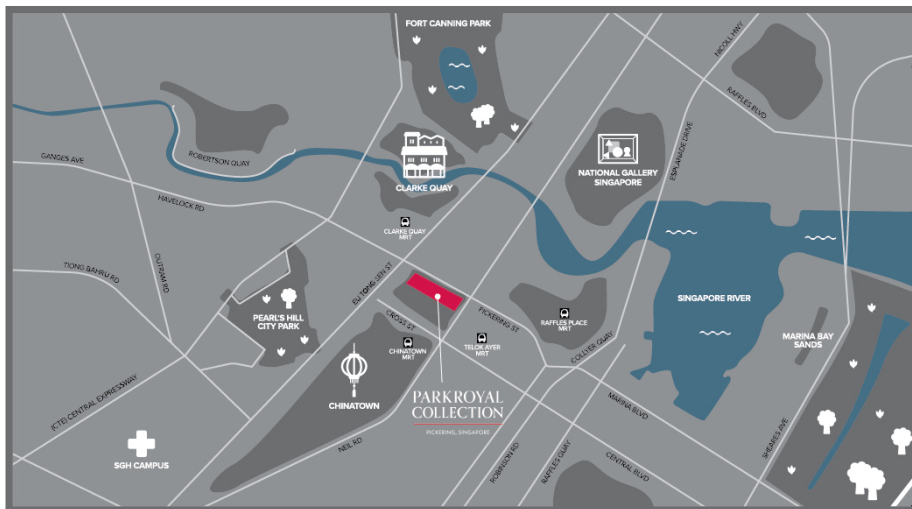 FORT CANNING PARK
NICOLL HWY
RAFFLES BLVD
ROBERTSON QUAY
GANGES AVE
CLARKE QUAY
NATIONAL GALLERY
SINGAPORE
ESPLANADE DRIVE
HAVELOCK RD
CLARKE QUAY
MRT
OUTRAM RD
TIONG BAHRU RD
EU TONG SEN ST
SINGAPORE RIVER
PEARL'S HILL
CITY PARK
CROSS ST
PICKERING ST
RAFFLES PLACE
MRT
COLLYER QUAY
MARINA BAY
SANDS
CHINATOWN
MRT
TELOK AYER
MRT
(CTE) CENTRAL EXPRESSWAY
CHINATOWN
PARKROYAL
COLLECTION
PICKERING, SINGAPORE
MARINA BLVD
SHEARES AVE
NEIL RD
ROBINSON RD
RAFFLES QUAY
CENTRAL BLVD
SGH CAMPUS